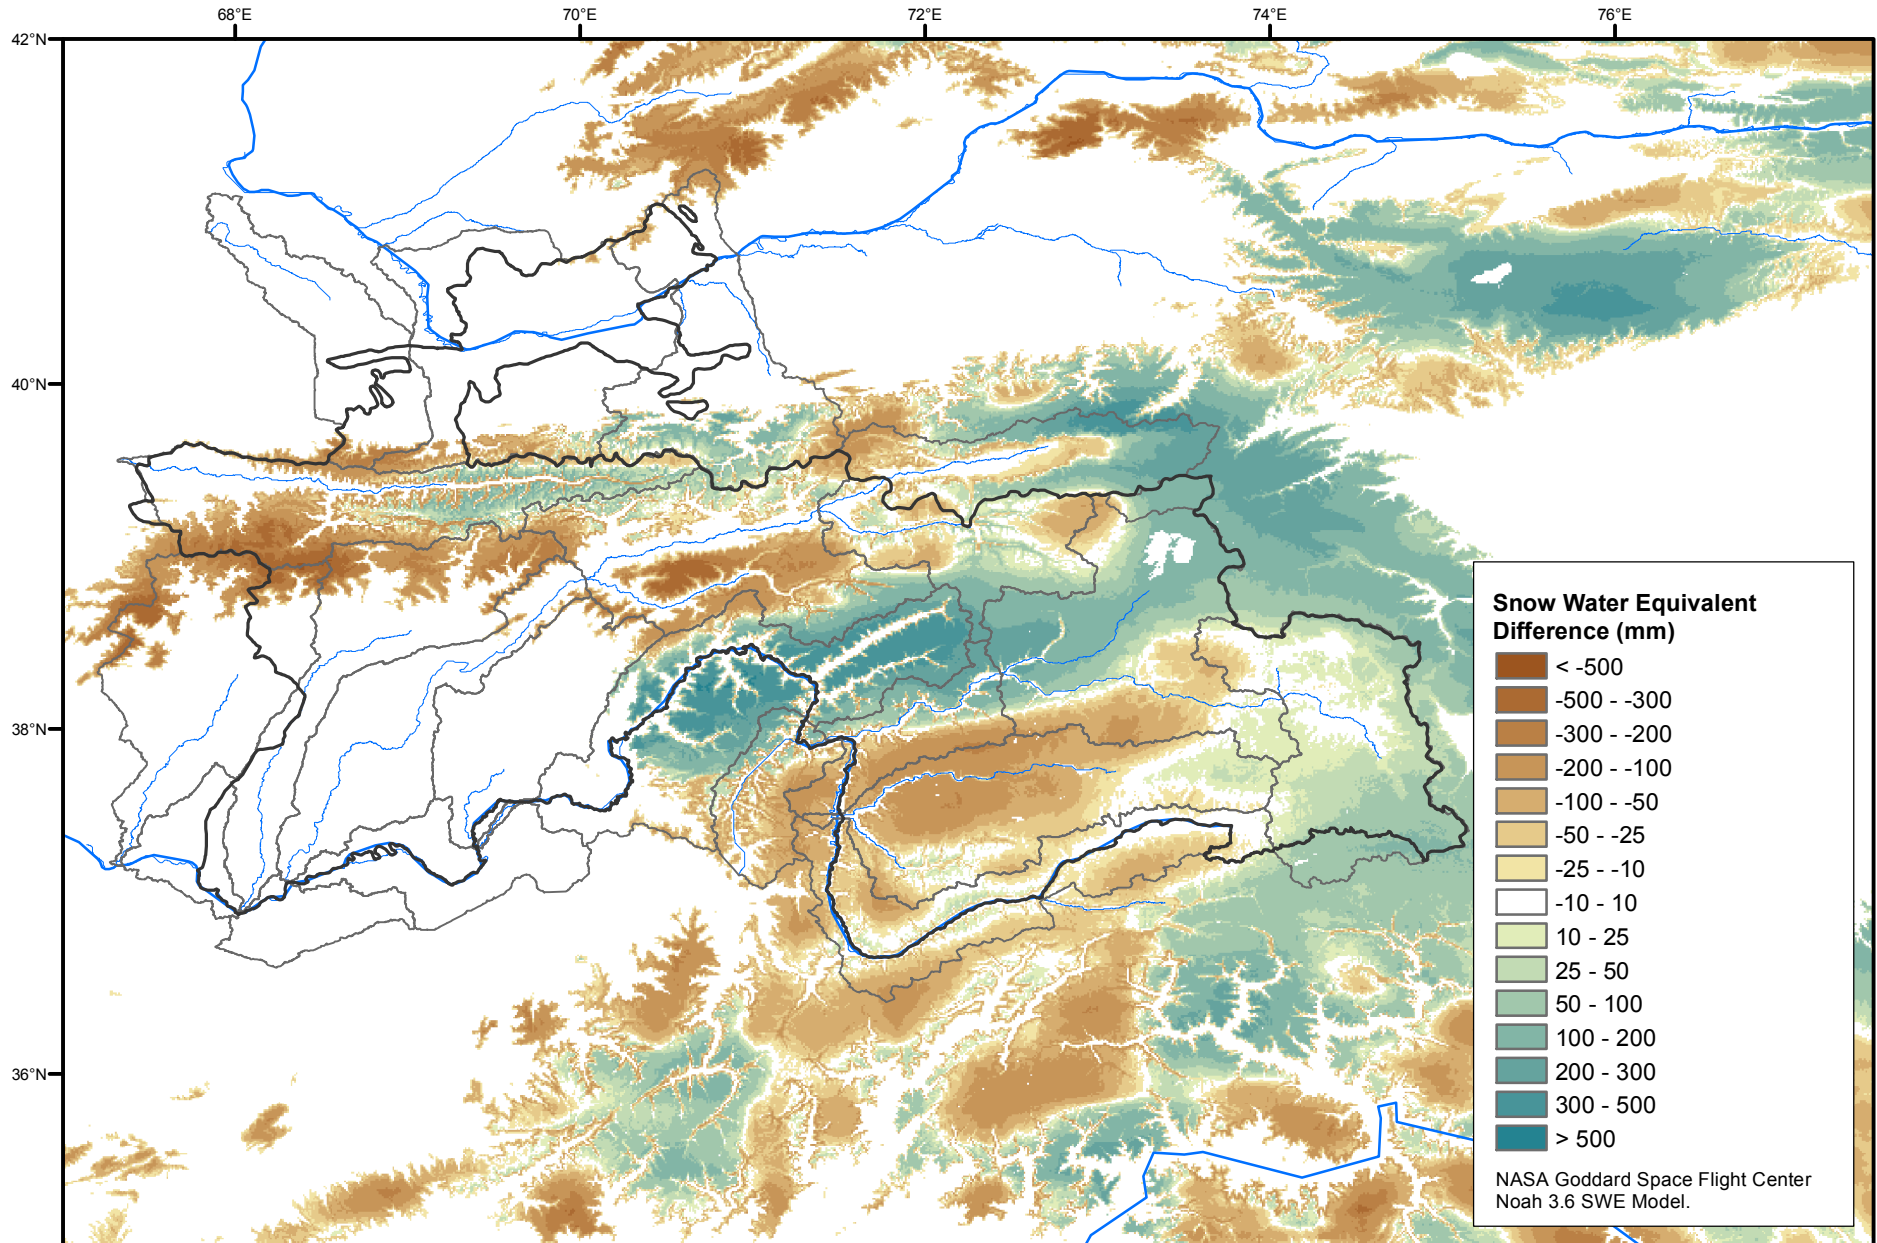 68°E
70°E
72°E
74°E
76°E
42°N
40°N
38°N
36°N
Snow Water Equivalent
Difference (mm)
< -500
-500 - -300
-300 - -200
-200 - -100
-100 - -50
-50 - -25
-25 - -10
-10 - 10
10 - 25
25 - 50
50 - 100
100 - 200
200 - 300
300 - 500
> 500
NASA Goddard Space Flight Center
Noah 3.6 SWE Model.